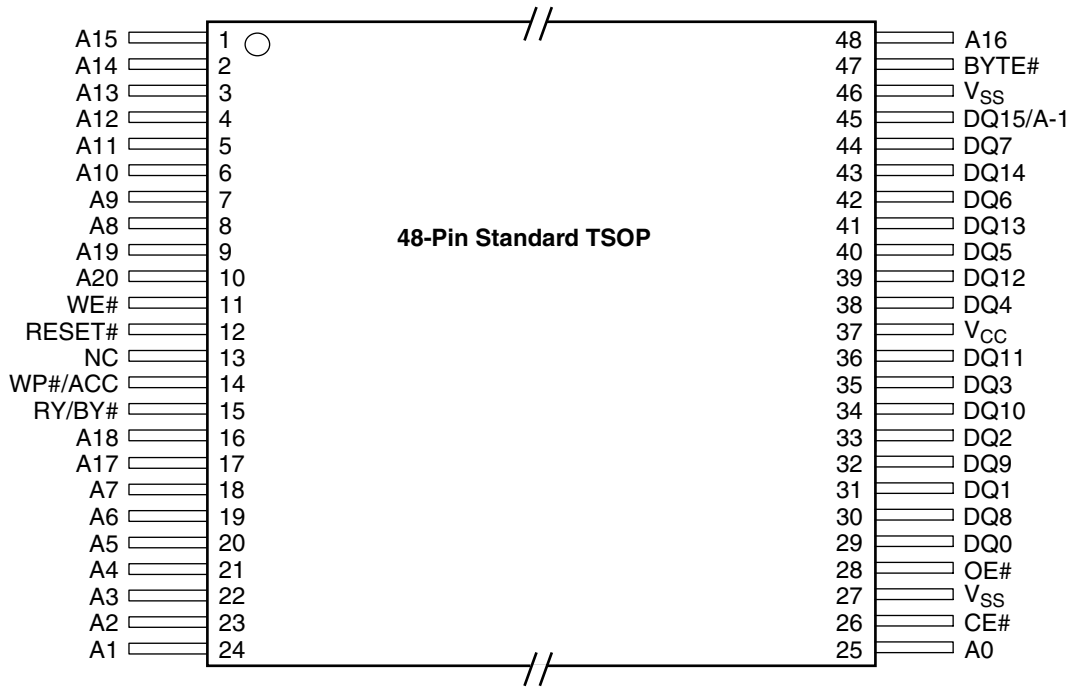 A15 1 48 A16
A14 2 47 BYTE#
A13 3 46 VSS
A12 4 45 DQ15/A-1
A11 5 44 DQ7
A10 6 43 DQ14
A9 7 42 DQ6
A8 8 41 DQ13
48-Pin Standard TSOP
A19 9 40 DQ5
A20 10 39 DQ12
WE# 11 38 DQ4
RESET# 12 37 VCC
NC 13 36 DQ11
WP#/ACC 14 35 DQ3
RY/BY# 15 34 DQ10
A18 16 33 DQ2
A17 17 32 DQ9
A7 18 31 DQ1
A6 19 30 DQ8
A5 20 29 DQ0
A4 21 28 OE#
A3 22 27 VSS
A2 23 26 CE#
A1 24 25 A0